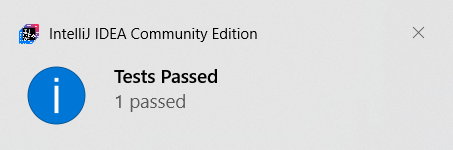 IntelliJ IDEA Community Edition
Tests Passed
1 passed